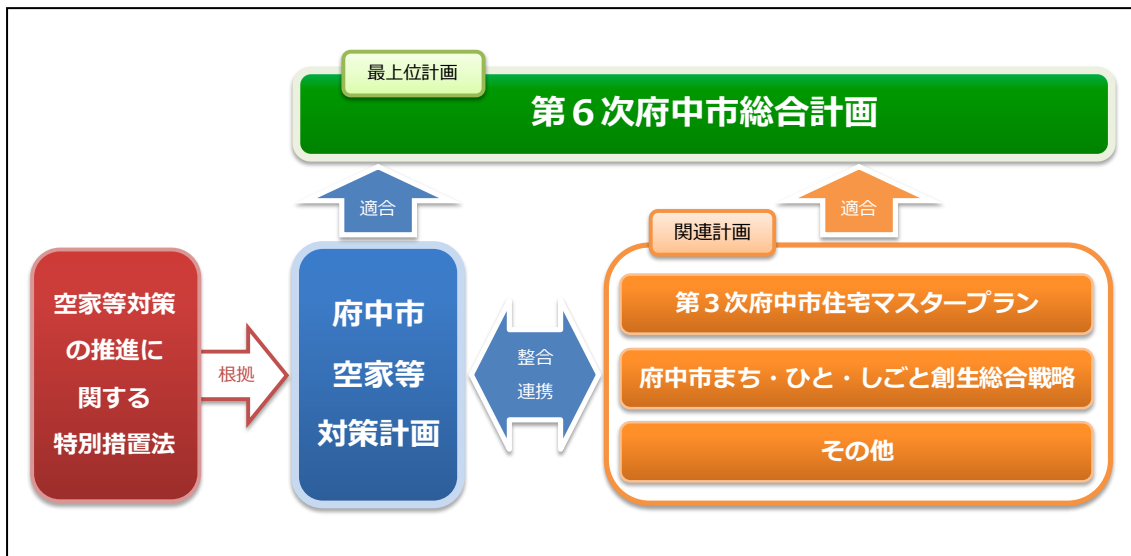 最上位計画
第６次府中市総合計画
適合
適合
関連計画
空家等対策
の推進に
関する
特別措置法
根拠
府中市
空家等
対策計画
整合
連携
第３次府中市住宅マスタープラン
府中市まち・ひと・しごと創生総合戦略
その他